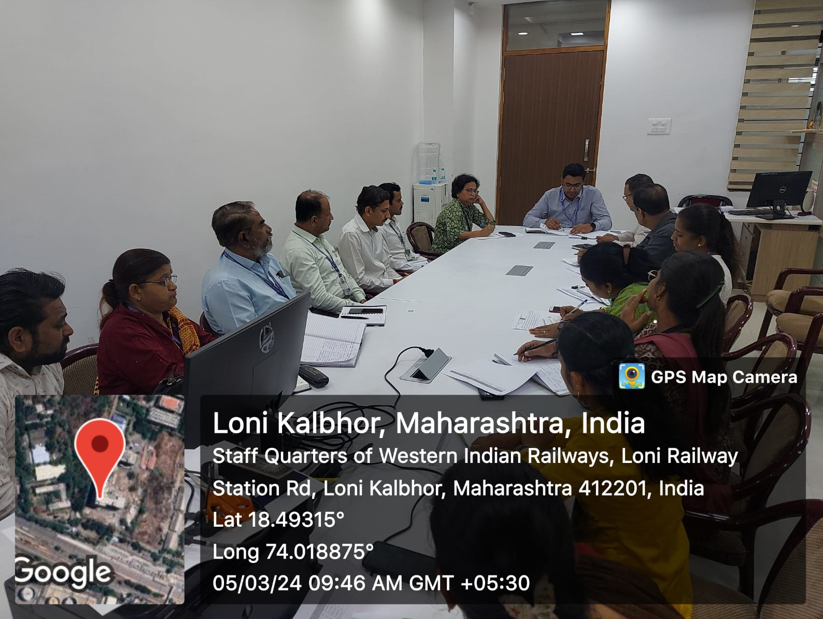 GPS Map Camera
Loni Kalbhor, Maharashtra, India
Staff Quarters of Western Indian Railways, Loni Railway
Station Rd, Loni Kalbhor, Maharashtra 412201, India
Lat 18.49315°
Long 74.018875°
05/03/24 09:46 AM GMT +05:30
Google